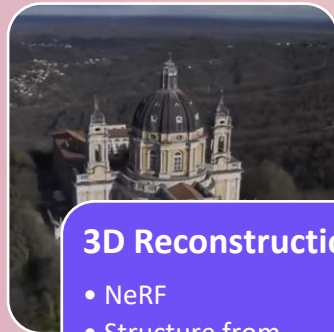 3D Reconstructio
• NeRF
• Structure from